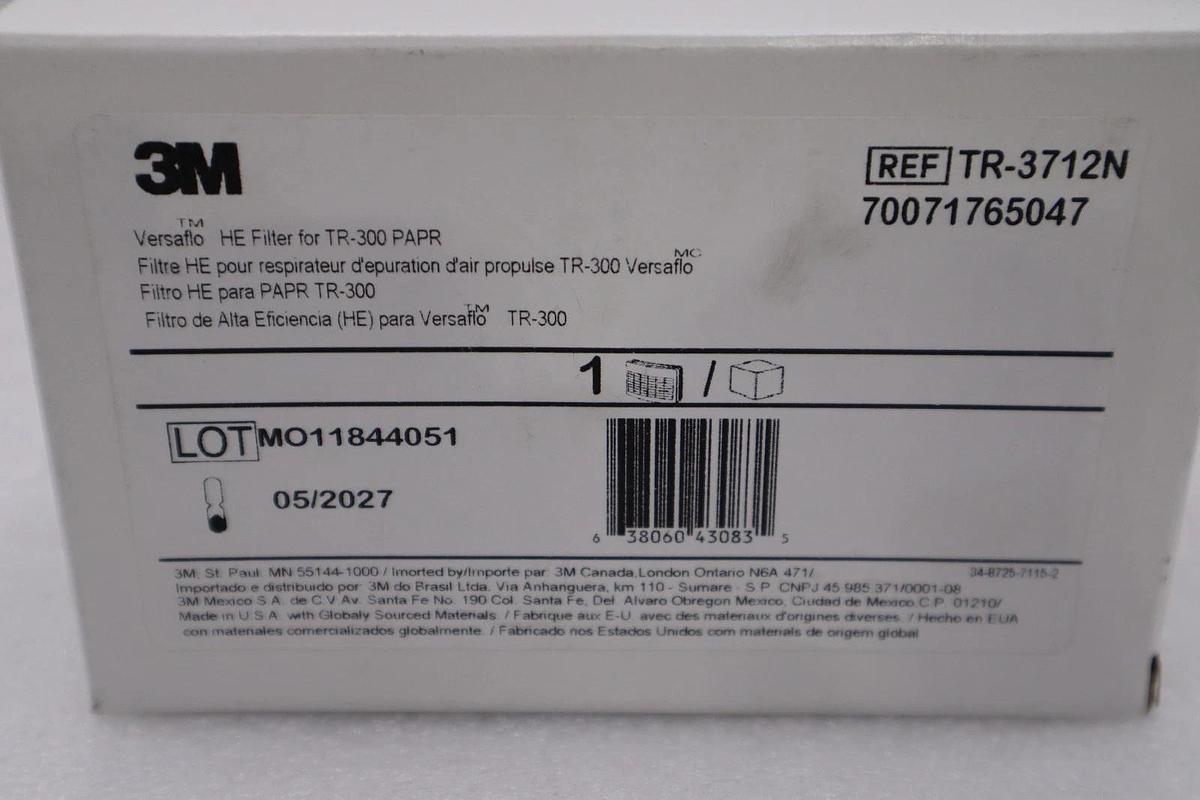 3M
REF TR-3712N
70071765047
Versaflo™ HE Filter for TR-300 PAPR
Filtre HE pour respirateur d'epuration d'air propulse TR-300 Versaflo MC
Filtro HE para PAPR TR-300
Filtro de Alta Eficiencia (HE) para Versaflo™ TR-300
1 /
LOT MO11844051
05/2027
6 38060 43083 5
3M, St. Paul MN 55144-1000 / Imorted by/Importe par: 3M Canada,London Ontario N6A 471/
34-8725-7115-2
Importado e distribuido por 3M do Brasil Ltda. Via Anhanguera, km 110 - Sumare - S P CNPJ 45 985 371/0001-08
3M Mexico S.A. de C.V Av. Santa Fe No. 190 Col. Santa Fe, Del Alvaro Obregon Mexico, Ciudad de Mexico C.P. 01210/
Made in U.S.A. with Globaly Sourced Materials. / Fabrique aux E-U. avec des materiaux d'origines diverses. / Hecho en EUA
con materiales comercializados globalmente. / Fabricado nos Estados Unidos com materials de origem global